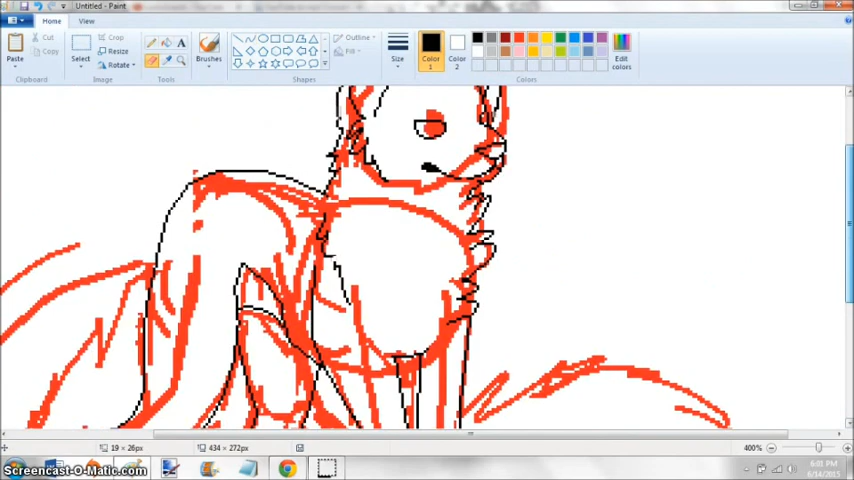 Untitled - Paint
Home View
Paste
Cut
Copy
Clipboard
Select
Crop
Resize
Rotate
Image
Tools
Brushes
Outline
Fill
Shapes
Size
Color 1
Color 2
Edit colors
Colors
19 × 26px
434 × 272px
400%
Screencast-O-Matic.com
6:01 PM
6/14/2015